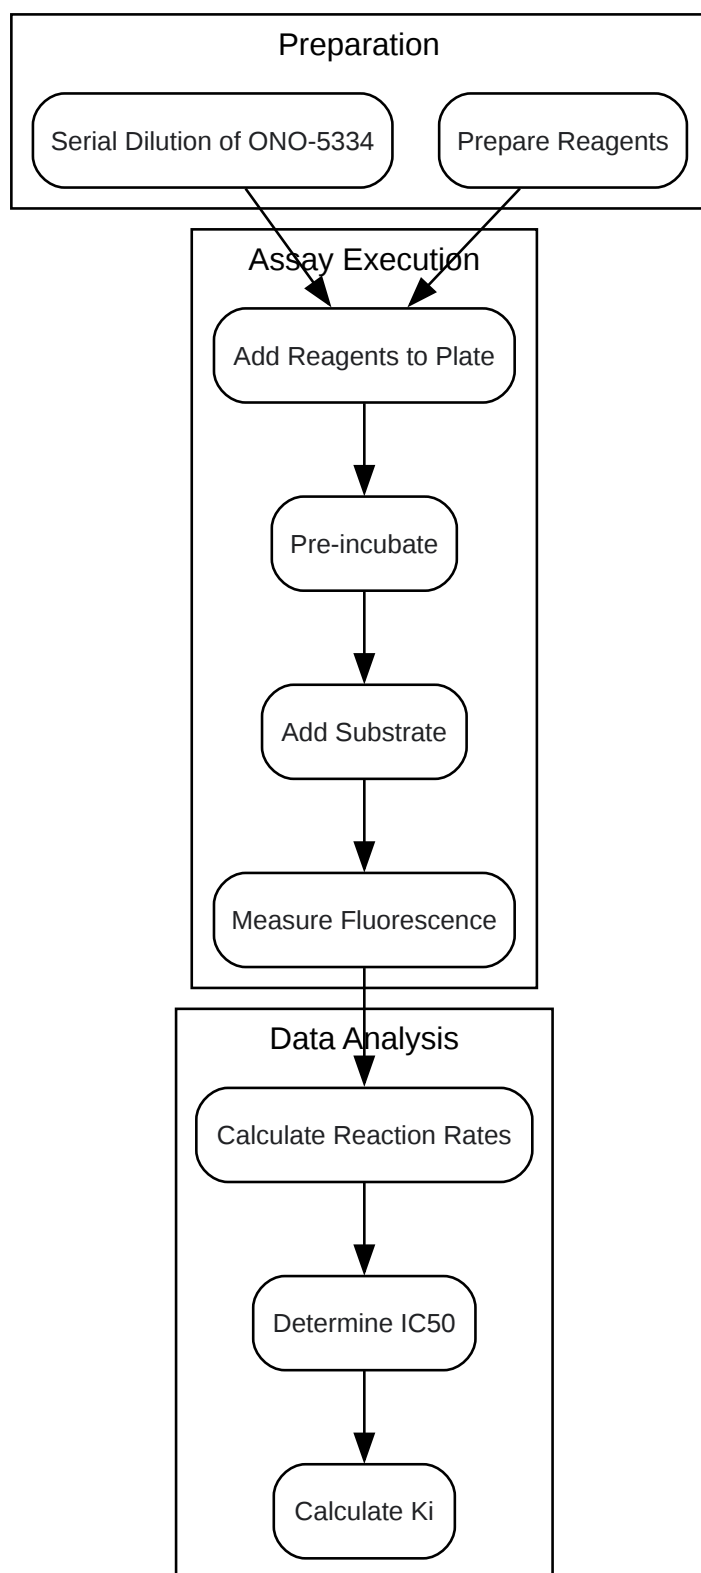 Preparation
Serial Dilution of ONO-5334
Prepare Reagents
Assay Execution
Add Reagents to Plate
Pre-incubate
Add Substrate
Measure Fluorescence
Data Analysis
Calculate Reaction Rates
Determine IC50
Calculate Ki